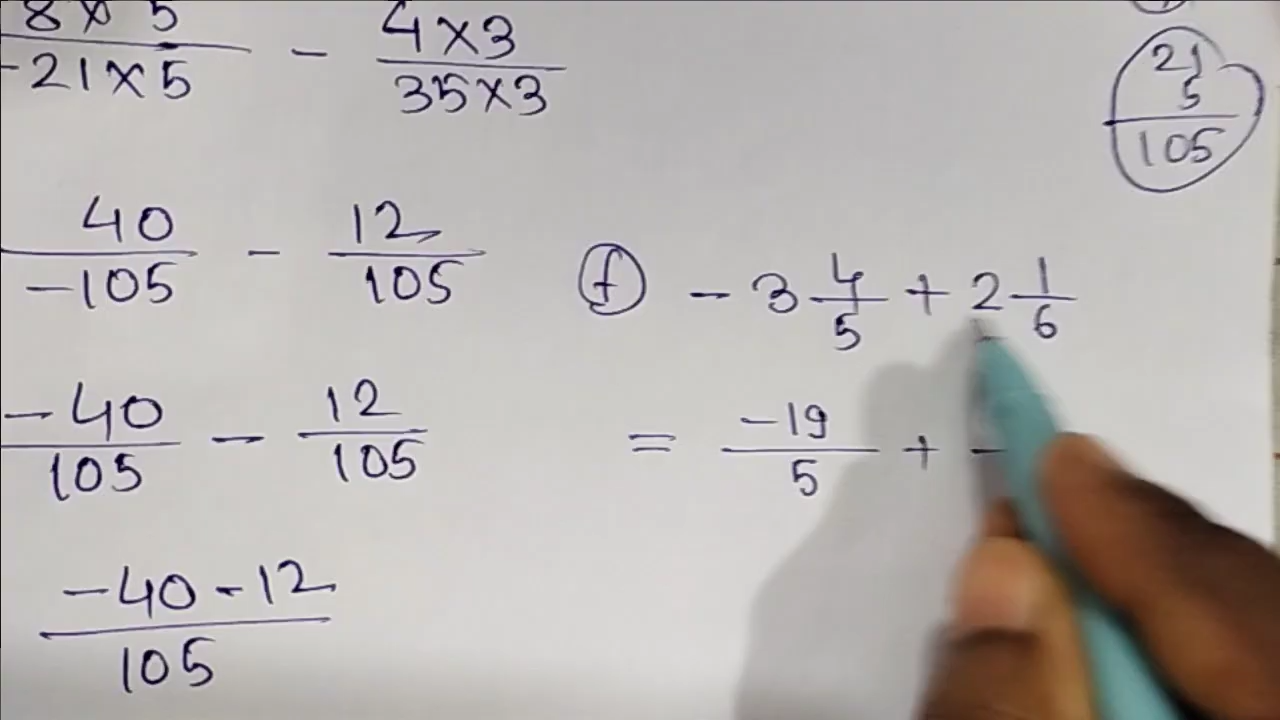 8 × 5 / -21 × 5 - 4 × 3 / 35 × 3
40 / -105 - 12 / 105
-40 / 105 - 12 / 105
-40 - 12 / 105
21
5
105
(f) - 3 4/5 + 2 1/6
= -19 / 5 +